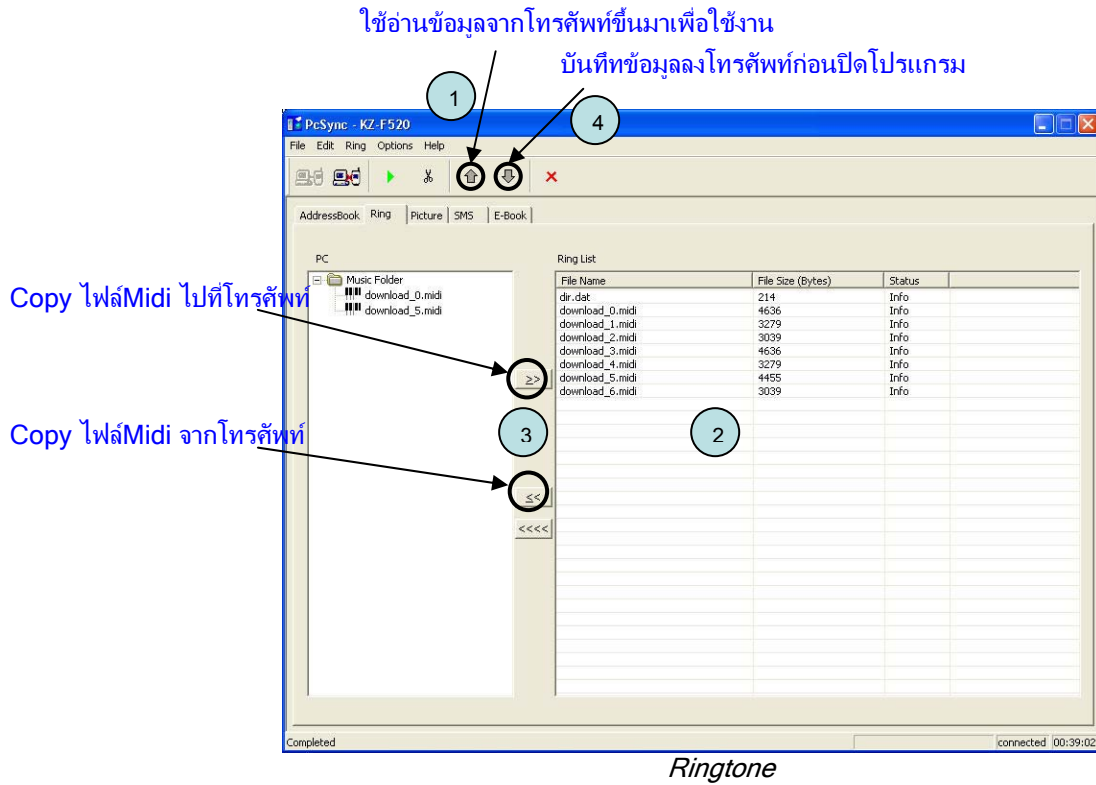 ใช้อ่านข้อมูลจากโทรศัพท์ขึ้นมาเพื่อใช้งาน
บันทึทข้อมูลลงโทรศัพท์ก่อนปิดโปรแกรม
1
4
PcSync - KZ-F520
File Edit Ring Options Help
AddressBook Ring Picture SMS E-Book
PC
Ring List
Music Folder
download_0.midi
download_5.midi
File Name File Size (Bytes) Status
dir.dat 214 Info
download_0.midi 4636 Info
download_1.midi 3279 Info
download_2.midi 3039 Info
download_3.midi 4636 Info
download_4.midi 3279 Info
download_5.midi 4455 Info
download_6.midi 3039 Info
Copy ไฟล์Midi ไปที่โทรศัพท์
≥>
3
2
Copy ไฟล์Midi จากโทรศัพท์
≤<
<<<<
Completed
connected 00:39:02
Ringtone